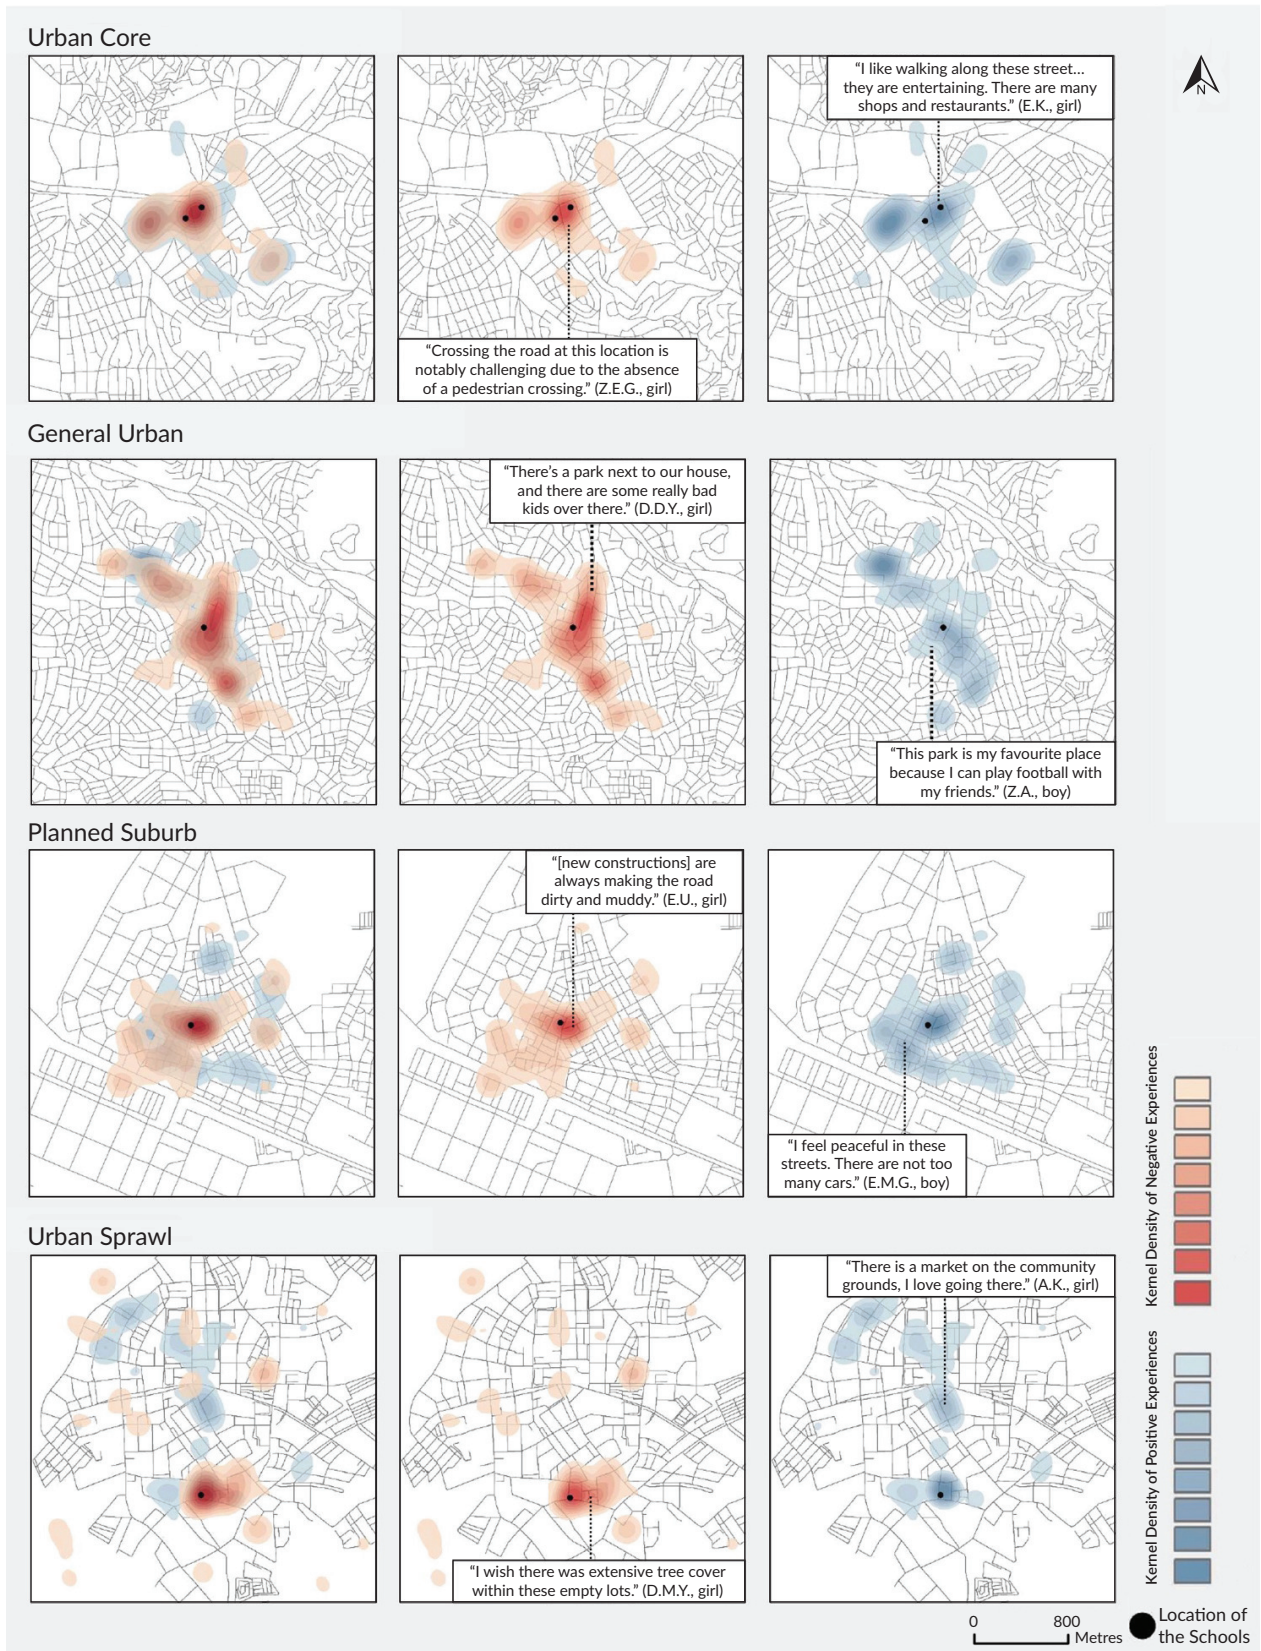 Urban Core
N
“I like walking along these street...
they are entertaining. There are many
shops and restaurants.” (E.K., girl)
“Crossing the road at this location is
notably challenging due to the absence
of a pedestrian crossing.” (Z.E.G., girl)
General Urban
“There’s a park next to our house,
and there are some really bad
kids over there.” (D.D.Y., girl)
“This park is my favourite place
because I can play football with
my friends.” (Z.A., boy)
Planned Suburb
“[new constructions] are
always making the road
dirty and muddy.” (E.U., girl)
“I feel peaceful in these
streets. There are not too
many cars.” (E.M.G., boy)
Urban Sprawl
“There is a market on the community
grounds, I love going there.” (A.K., girl)
“I wish there was extensive tree cover
within these empty lots.” (D.M.Y., girl)
Kernel Density of Negative Experiences
Kernel Density of Positive Experiences
0 800
Metres
Location of
the Schools